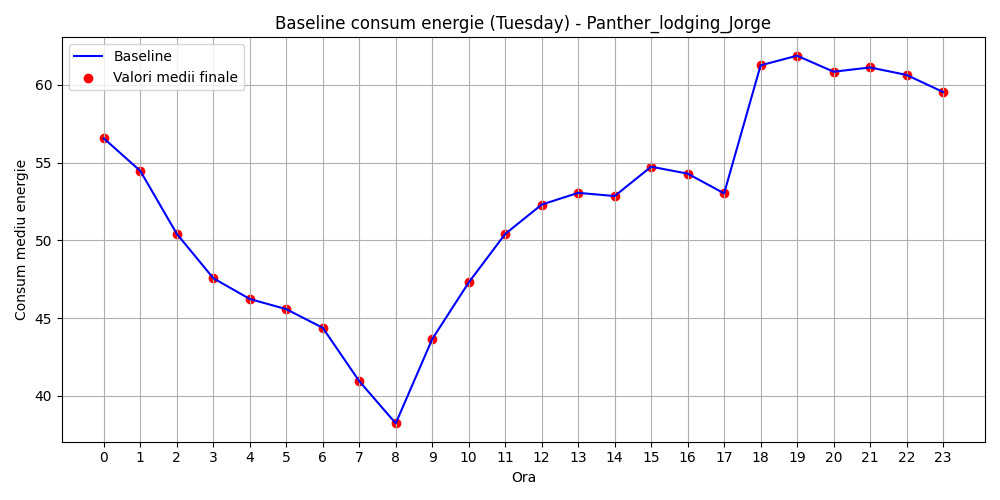 Baseline consum energie (Tuesday) - Panther_lodging_Jorge
Baseline
Valori medii finale
Consum mediu energie
60
55
50
45
40
0 1 2 3 4 5 6 7 8 9 10 11 12 13 14 15 16 17 18 19 20 21 22 23
Ora